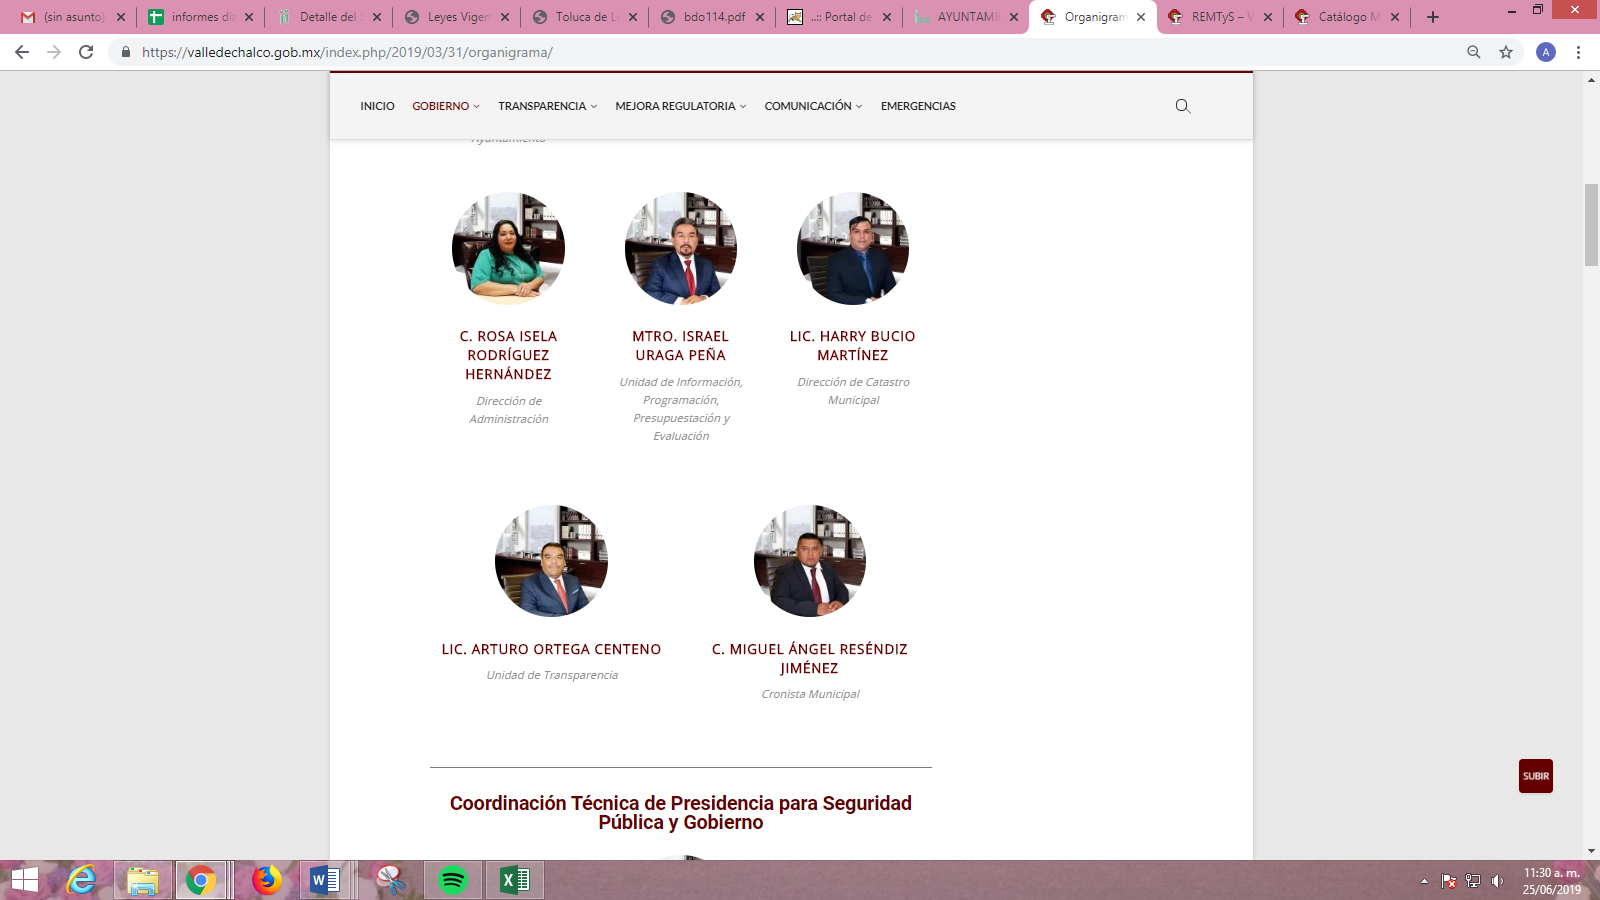 (sin asunto)
informes di
Detalle del S
Leyes Vigen
Toluca de L
bdo114.pdf
..:: Portal de
AYUNTAMI
Organigram
REMTyS – V
Catálogo M
https://valledechalco.gob.mx/index.php/2019/03/31/organigrama/
A
INICIO
GOBIERNO
TRANSPARENCIA
MEJORA REGULATORIA
COMUNICACIÓN
EMERGENCIAS
Ayuntamiento
C. ROSA ISELA
RODRÍGUEZ
HERNÁNDEZ
Dirección de
Administración
MTRO. ISRAEL
URAGA PEÑA
Unidad de Información,
Programación,
Presupuestación y
Evaluación
LIC. HARRY BUCIO
MARTÍNEZ
Dirección de Catastro
Municipal
LIC. ARTURO ORTEGA CENTENO
Unidad de Transparencia
C. MIGUEL ÁNGEL RESÉNDIZ
JIMÉNEZ
Cronista Municipal
SUBIR
Coordinación Técnica de Presidencia para Seguridad
Pública y Gobierno
11:30 a. m.
25/06/2019